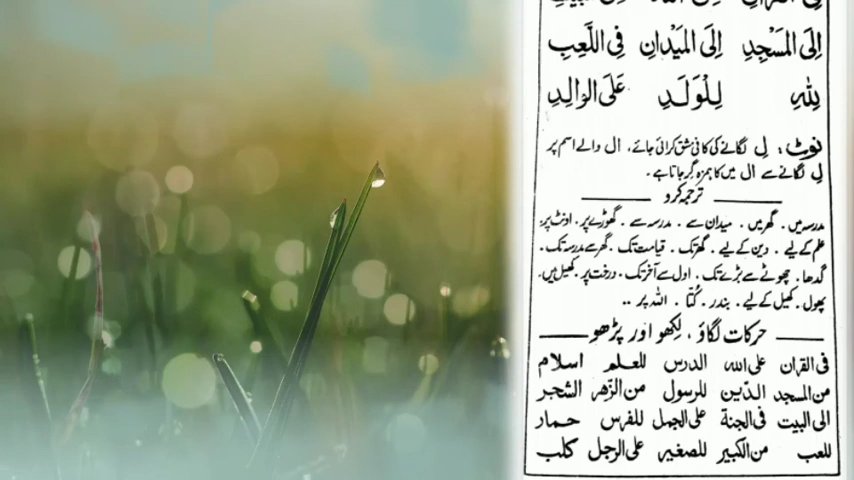 إِلَى الْمَسْجِدِ إِلَى الْمَيْدَانِ فِي اللَّعِبِ
لِلّٰهِ لِلْوَلَدِ عَلَى الْوَالِدِ
نوٹ: لِ لگانے کی کافی مشق کرائی جائے، ال والے اسم پر
لِ لگانے سے ال میں کا ہمزہ گر جاتا ہے۔
ترجمہ کرو
مدرسہ میں۔ گھر میں۔ میدان سے۔ مدرسہ سے۔ گھوڑے پر۔ اونٹ پر۔
علم کے لیے۔ دین کے لیے۔ گھر تک۔ قیامت تک۔ گھر سے مدرسہ تک۔
گدھا۔ چھوٹے سے بڑے تک۔ اول سے آخر تک۔ درخت پر۔ کھیل میں۔
پھول۔ کھیل کے لیے۔ بندر۔ کُتّا۔ اللہ پر۔۔
حرکات لگاؤ، لکھو اور پڑھو
فی القران علی اللہ الدرس للعلم اسلام
من المسجد الدّین للرسول من الزّھر الشجر
الی البیت فی الجنة علی الجمل للفرس حمار
للعب من الکبیر للصغیر علی الرجل کلب